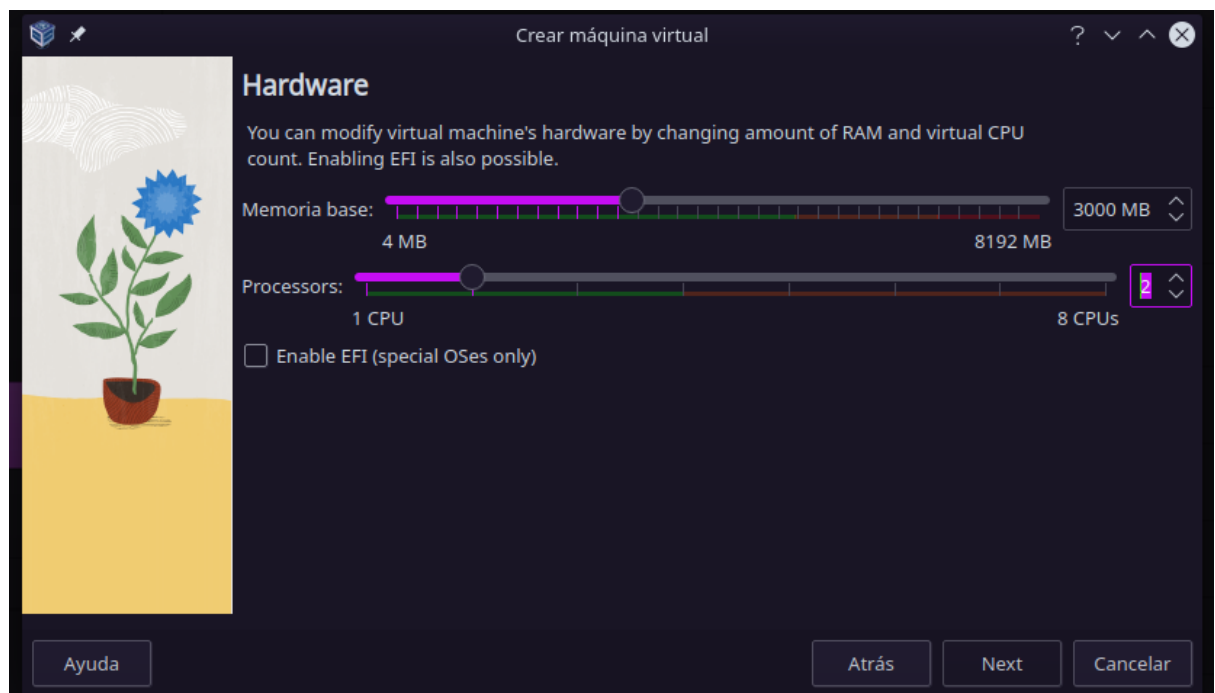 Crear máquina virtual
Hardware
You can modify virtual machine's hardware by changing amount of RAM and virtual CPU
count. Enabling EFI is also possible.
Memoria base: 3000 MB
4 MB 8192 MB
Processors: 2
1 CPU 8 CPUs
Enable EFI (special OSes only)
Ayuda Atrás Next Cancelar